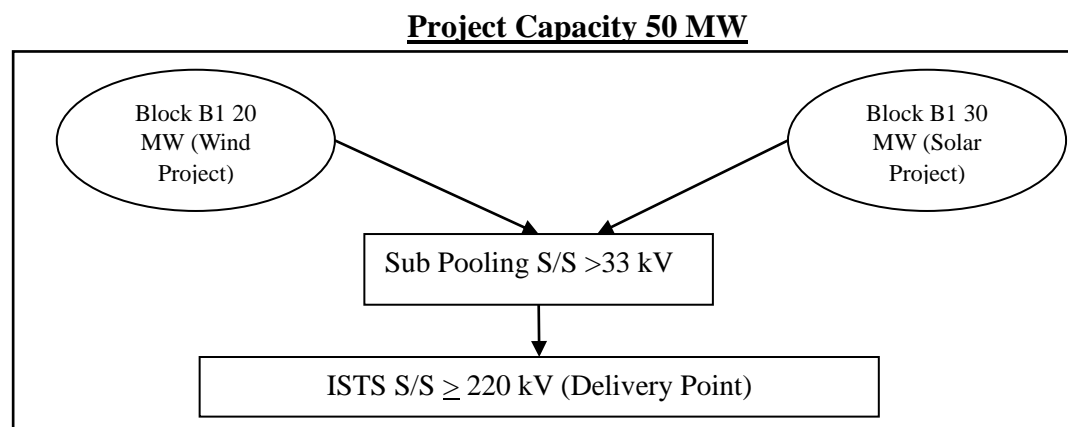 Project Capacity 50 MW
Block B1 20
MW (Wind
Project)
Block B1 30
MW (Solar
Project)
Sub Pooling S/S >33 kV
ISTS S/S ≥ 220 kV (Delivery Point)